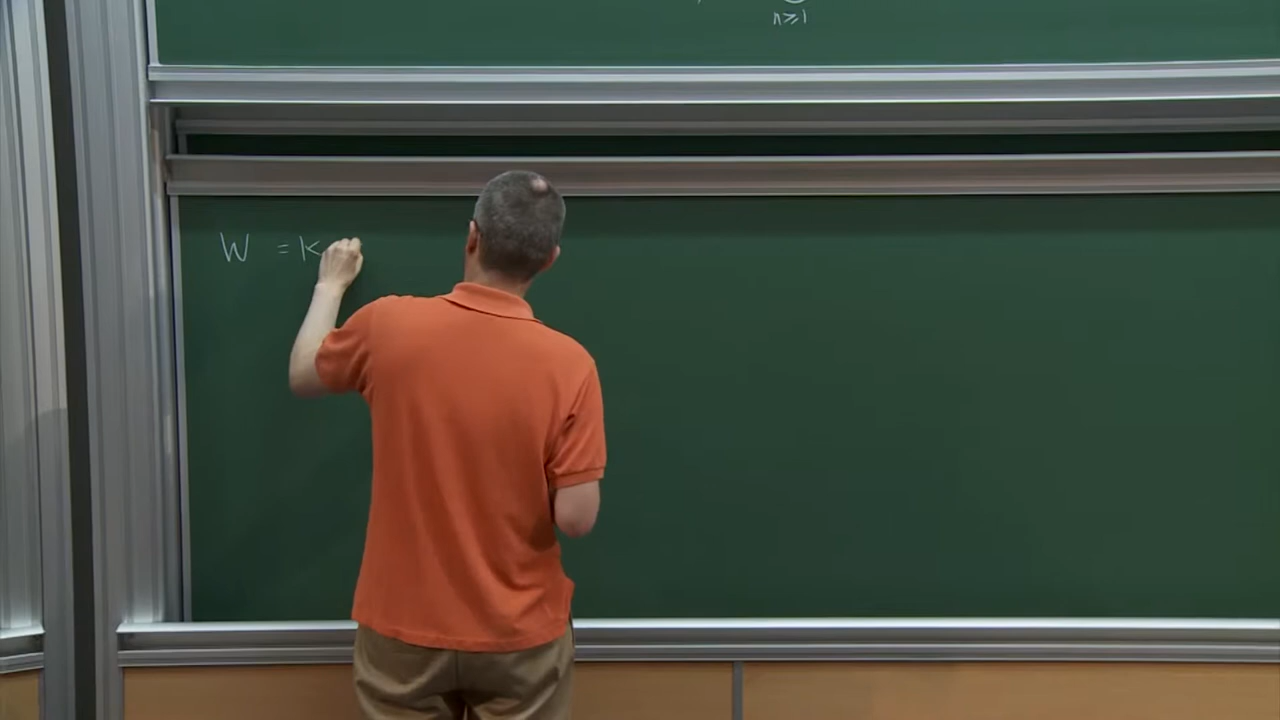 n⩾1
W = K